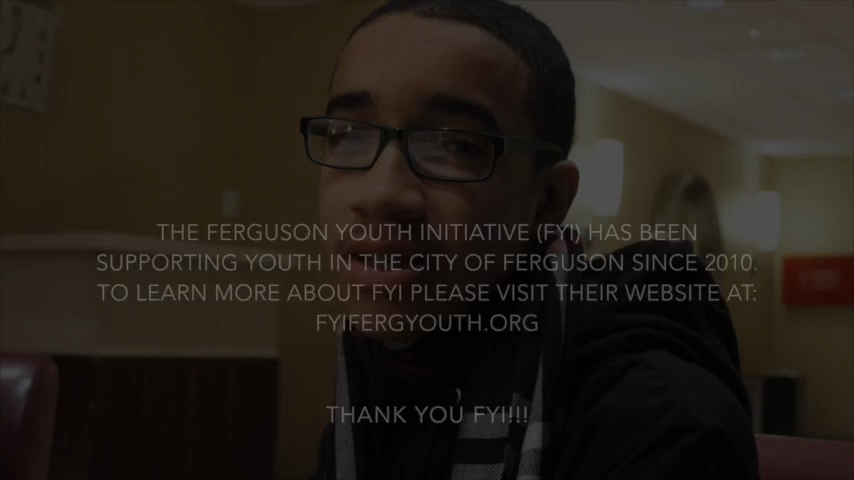 THE FERGUSON YOUTH INITIATIVE (FYI) HAS BEEN
SUPPORTING YOUTH IN THE CITY OF FERGUSON SINCE 2010.
TO LEARN MORE ABOUT FYI PLEASE VISIT THEIR WEBSITE AT:
FYIFERGYOUTH.ORG
THANK YOU FYI!!!